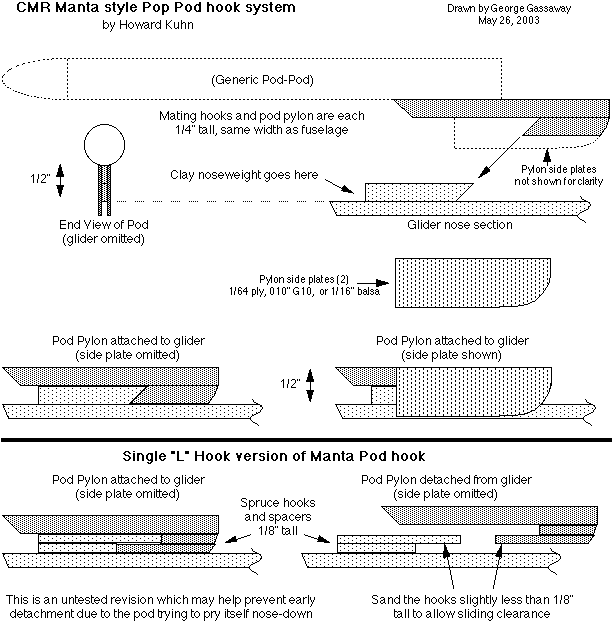 CMR Manta style Pop Pod hook system
by Howard Kuhn
Drawn by George Gassaway
May 26, 2003
(Generic Pod-Pod)
Mating hooks and pod pylon are each
1/4" tall, same width as fuselage
1/2"
Clay noseweight goes here
Pylon side plates
not shown for clarity
End View of Pod
(glider omitted)
Glider nose section
Pylon side plates (2)
1/64 ply, 010" G10, or 1/16" balsa
Pod Pylon attached to glider
(side plate omitted)
Pod Pylon attached to glider
(side plate shown)
1/2"
Single "L" Hook version of Manta Pod hook
Pod Pylon attached to glider
(side plate omitted)
Spruce hooks
and spacers
1/8" tall
Pod Pylon detached from glider
(side plate omitted)
This is an untested revision which may help prevent early
detachment due to the pod trying to pry itself nose-down
Sand the hooks slightly less than 1/8"
tall to allow sliding clearance